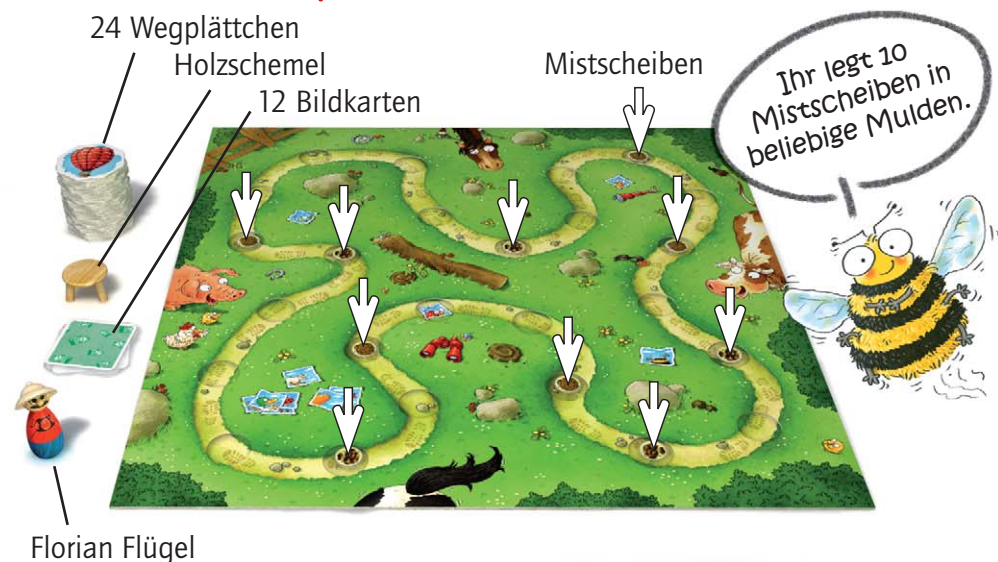 24 Wegplättchen
Holzschemel
12 Bildkarten
Mistscheiben
Ihr legt 10
Mistscheiben in
beliebige Mulden.
Florian Flügel